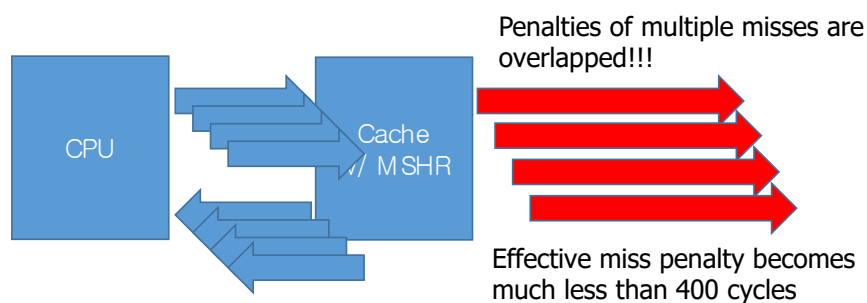 Penalties of multiple misses are
overlapped!!!
CPU
Cache
w/ MSHR
Effective miss penalty becomes
much less than 400 cycles